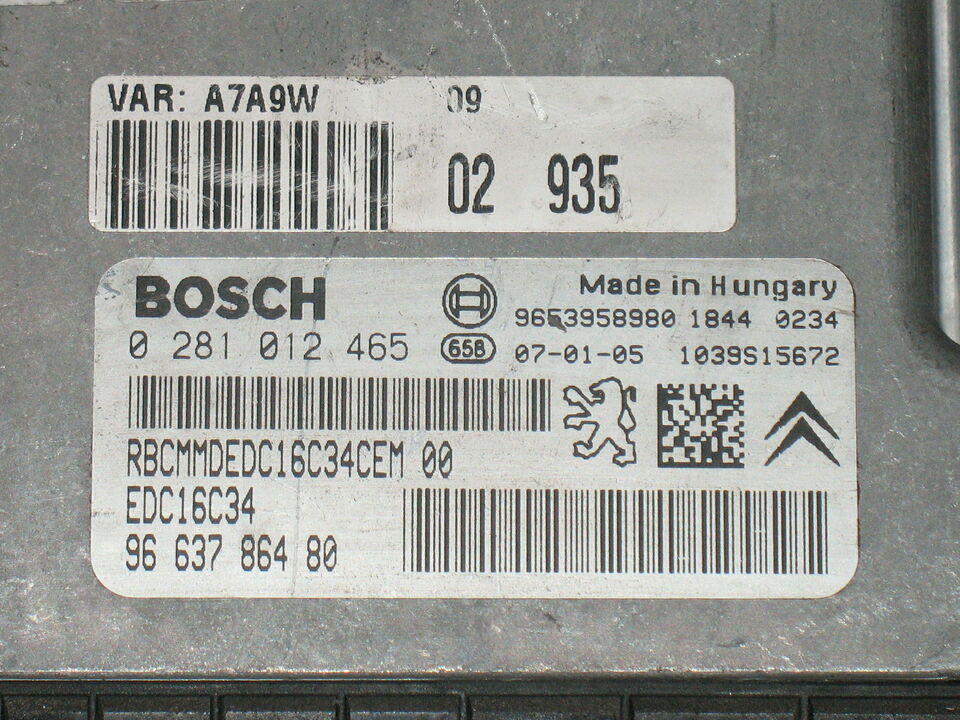 VAR: A7A9W 09
02 935
BOSCH Made in Hungary
9653958980 1844 0234
0 281 012 465 658 07-01-05 1039S15672
RBCMMDEDC16C34CEM 00
EDC16C34
96 637 864 80